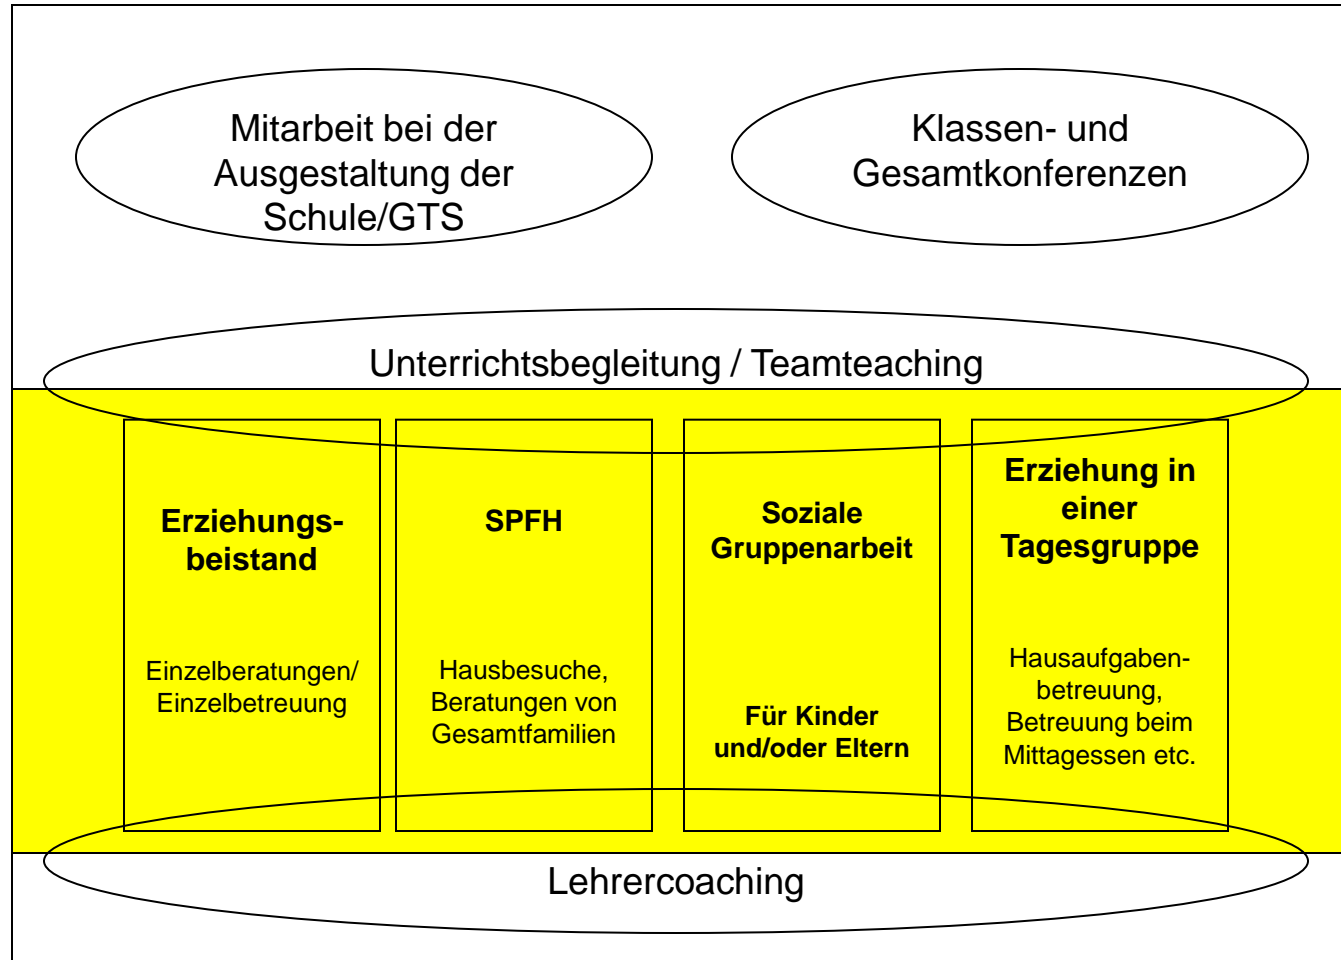 Mitarbeit bei der
Ausgestaltung der
Schule/GTS
Klassen- und
Gesamtkonferenzen
Unterrichtsbegleitung / Teamteaching
Erziehungs-
beistand
Einzelberatungen/
Einzelbetreuung
SPFH
Hausbesuche,
Beratungen von
Gesamtfamilien
Soziale
Gruppenarbeit
Für Kinder
und/oder Eltern
Erziehung in
einer
Tagesgruppe
Hausaufgaben-
betreuung,
Betreuung beim
Mittagessen etc.
Lehrercoaching